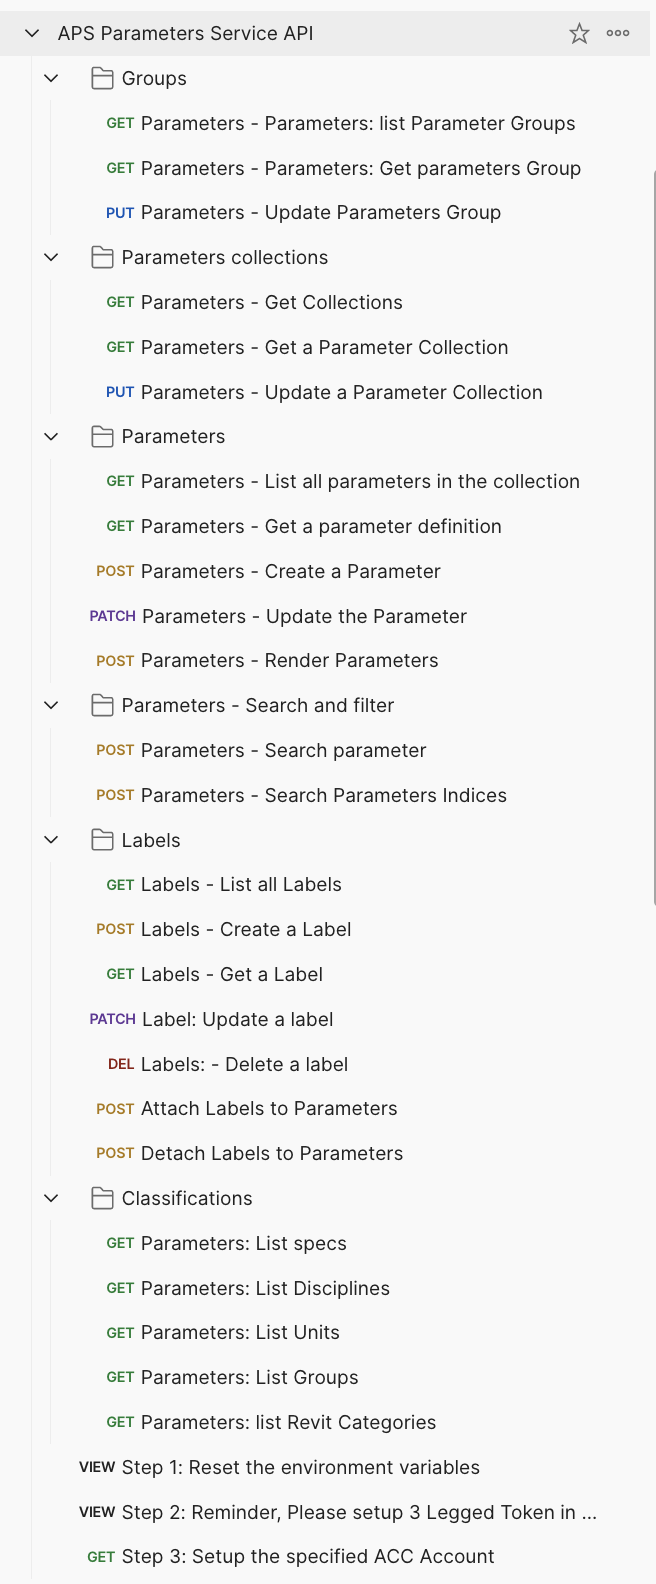 APS Parameters Service API
Groups
GET Parameters - Parameters: list Parameter Groups
GET Parameters - Parameters: Get parameters Group
PUT Parameters - Update Parameters Group
Parameters collections
GET Parameters - Get Collections
GET Parameters - Get a Parameter Collection
PUT Parameters - Update a Parameter Collection
Parameters
GET Parameters - List all parameters in the collection
GET Parameters - Get a parameter definition
POST Parameters - Create a Parameter
PATCH Parameters - Update the Parameter
POST Parameters - Render Parameters
Parameters - Search and filter
POST Parameters - Search parameter
POST Parameters - Search Parameters Indices
Labels
GET Labels - List all Labels
POST Labels - Create a Label
GET Labels - Get a Label
PATCH Label: Update a label
DEL Labels: - Delete a label
POST Attach Labels to Parameters
POST Detach Labels to Parameters
Classifications
GET Parameters: List specs
GET Parameters: List Disciplines
GET Parameters: List Units
GET Parameters: List Groups
GET Parameters: list Revit Categories
VIEW Step 1: Reset the environment variables
VIEW Step 2: Reminder, Please setup 3 Legged Token in ...
GET Step 3: Setup the specified ACC Account